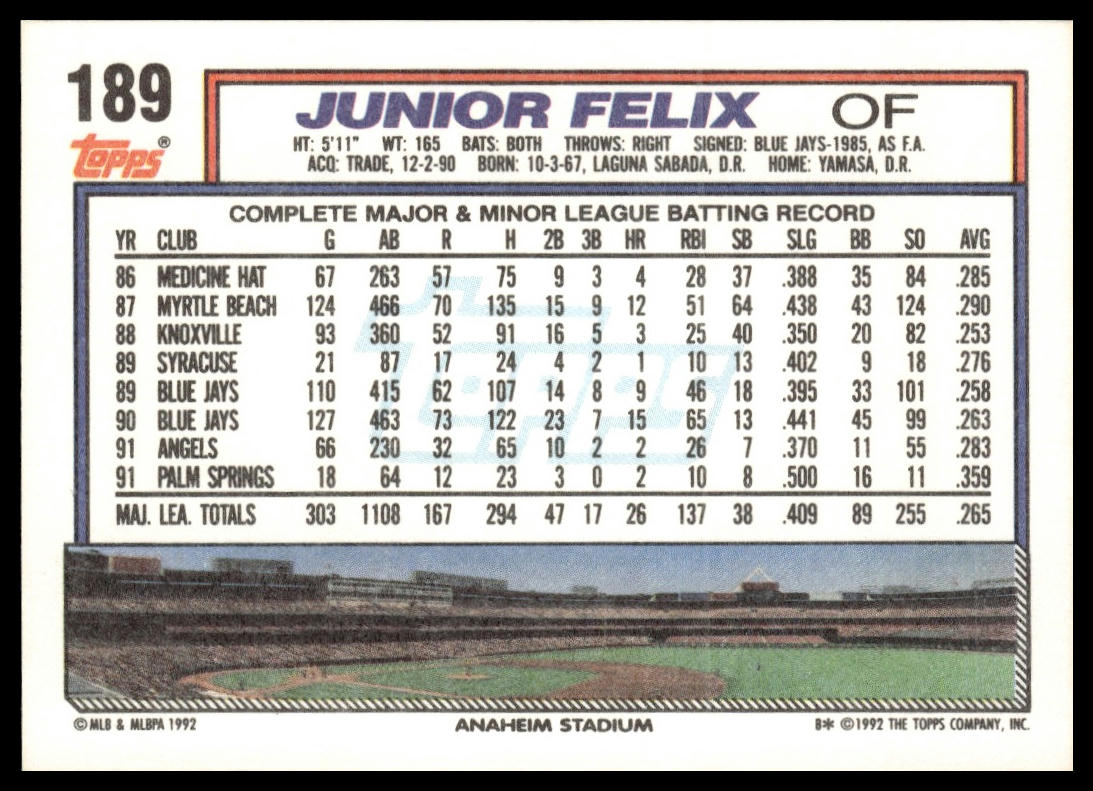 189
Topps®
JUNIOR FELIX OF
HT: 5'11" WT: 165 BATS: BOTH THROWS: RIGHT SIGNED: BLUE JAYS-1985, AS F.A.
ACQ: TRADE, 12-2-90 BORN: 10-3-67, LAGUNA SABADA, D.R. HOME: YAMASA, D.R.
COMPLETE MAJOR & MINOR LEAGUE BATTING RECORD
YR CLUB G AB R H 2B 3B HR RBI SB SLG BB SO AVG
86 MEDICINE HAT 67 263 57 75 9 3 4 28 37 .388 35 84 .285
87 MYRTLE BEACH 124 466 70 135 15 9 12 51 64 .438 43 124 .290
88 KNOXVILLE 93 360 52 91 16 5 3 25 40 .350 20 82 .253
89 SYRACUSE 21 87 17 24 4 2 1 10 13 .402 9 18 .276
89 BLUE JAYS 110 415 62 107 14 8 9 46 18 .395 33 101 .258
90 BLUE JAYS 127 463 73 122 23 7 15 65 13 .441 45 99 .263
91 ANGELS 66 230 32 65 10 2 2 26 7 .370 11 55 .283
91 PALM SPRINGS 18 64 12 23 3 0 2 10 8 .500 16 11 .359
MAJ. LEA. TOTALS 303 1108 167 294 47 17 26 137 38 .409 89 255 .265
Topps
©MLB & MLBPA 1992 ANAHEIM STADIUM B* ©1992 THE TOPPS COMPANY, INC.